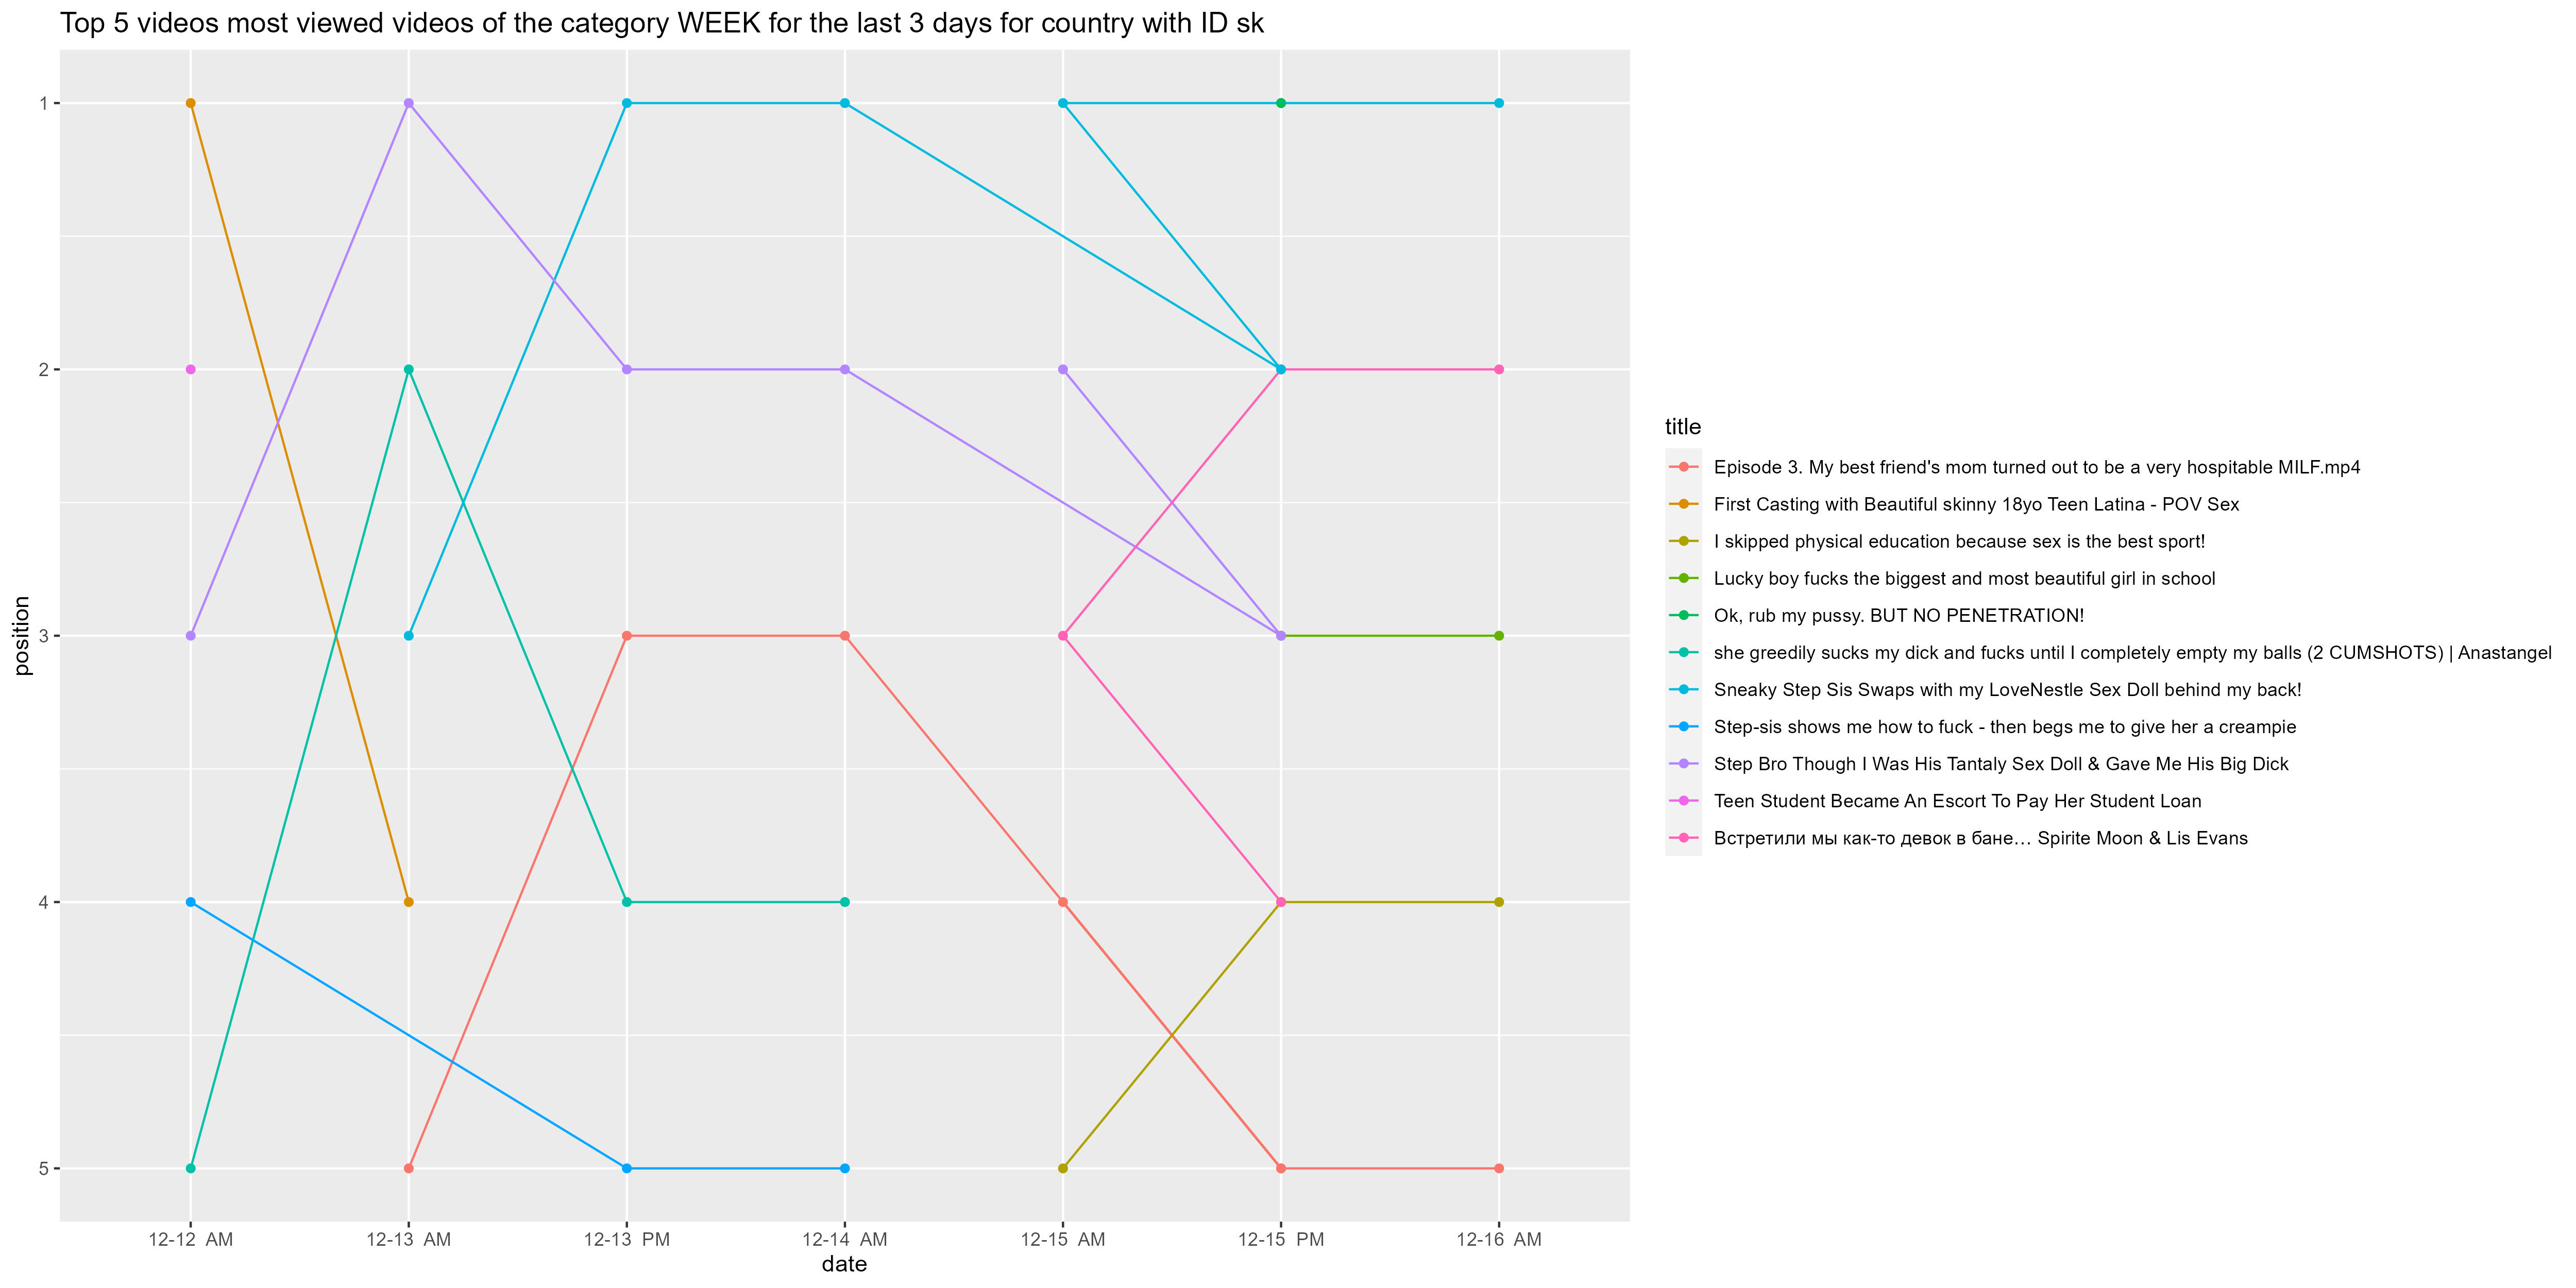 Top 5 videos most viewed videos of the category WEEK for the last 3 days for country with ID sk
position
1
2
3
4
5
12-12 AM
12-13 AM
12-13 PM
12-14 AM
12-15 AM
12-15 PM
12-16 AM
date
title
Episode 3. My best friend's mom turned out to be a very hospitable MILF.mp4
First Casting with Beautiful skinny 18yo Teen Latina - POV Sex
I skipped physical education because sex is the best sport!
Lucky boy fucks the biggest and most beautiful girl in school
Ok, rub my pussy. BUT NO PENETRATION!
she greedily sucks my dick and fucks until I completely empty my balls (2 CUMSHOTS) | Anastangel
Sneaky Step Sis Swaps with my LoveNestle Sex Doll behind my back!
Step-sis shows me how to fuck - then begs me to give her a creampie
Step Bro Though I Was His Tantaly Sex Doll & Gave Me His Big Dick
Teen Student Became An Escort To Pay Her Student Loan
Встретили мы как-то девок в бане… Spirite Moon & Lis Evans